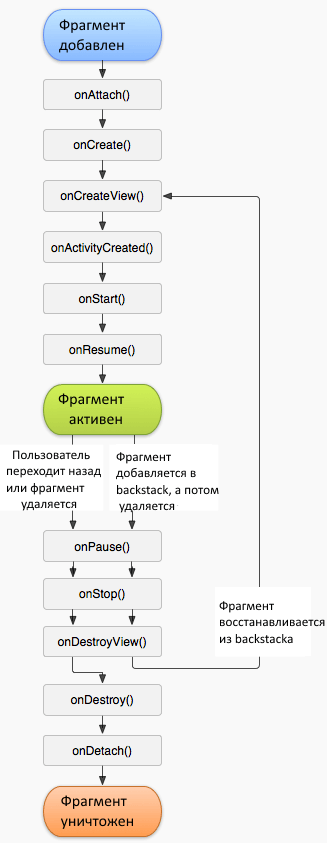 Фрагмент
добавлен
onAttach()
onCreate()
onCreateView()
onActivityCreated()
onStart()
onResume()
Фрагмент
активен
Пользователь
переходит назад
или фрагмент
удаляется
Фрагмент
добавляется в
backstack, а потом
удаляется
onPause()
onStop()
onDestroyView()
Фрагмент
восстанавливается
из backstackа
onDestroy()
onDetach()
Фрагмент
уничтожен